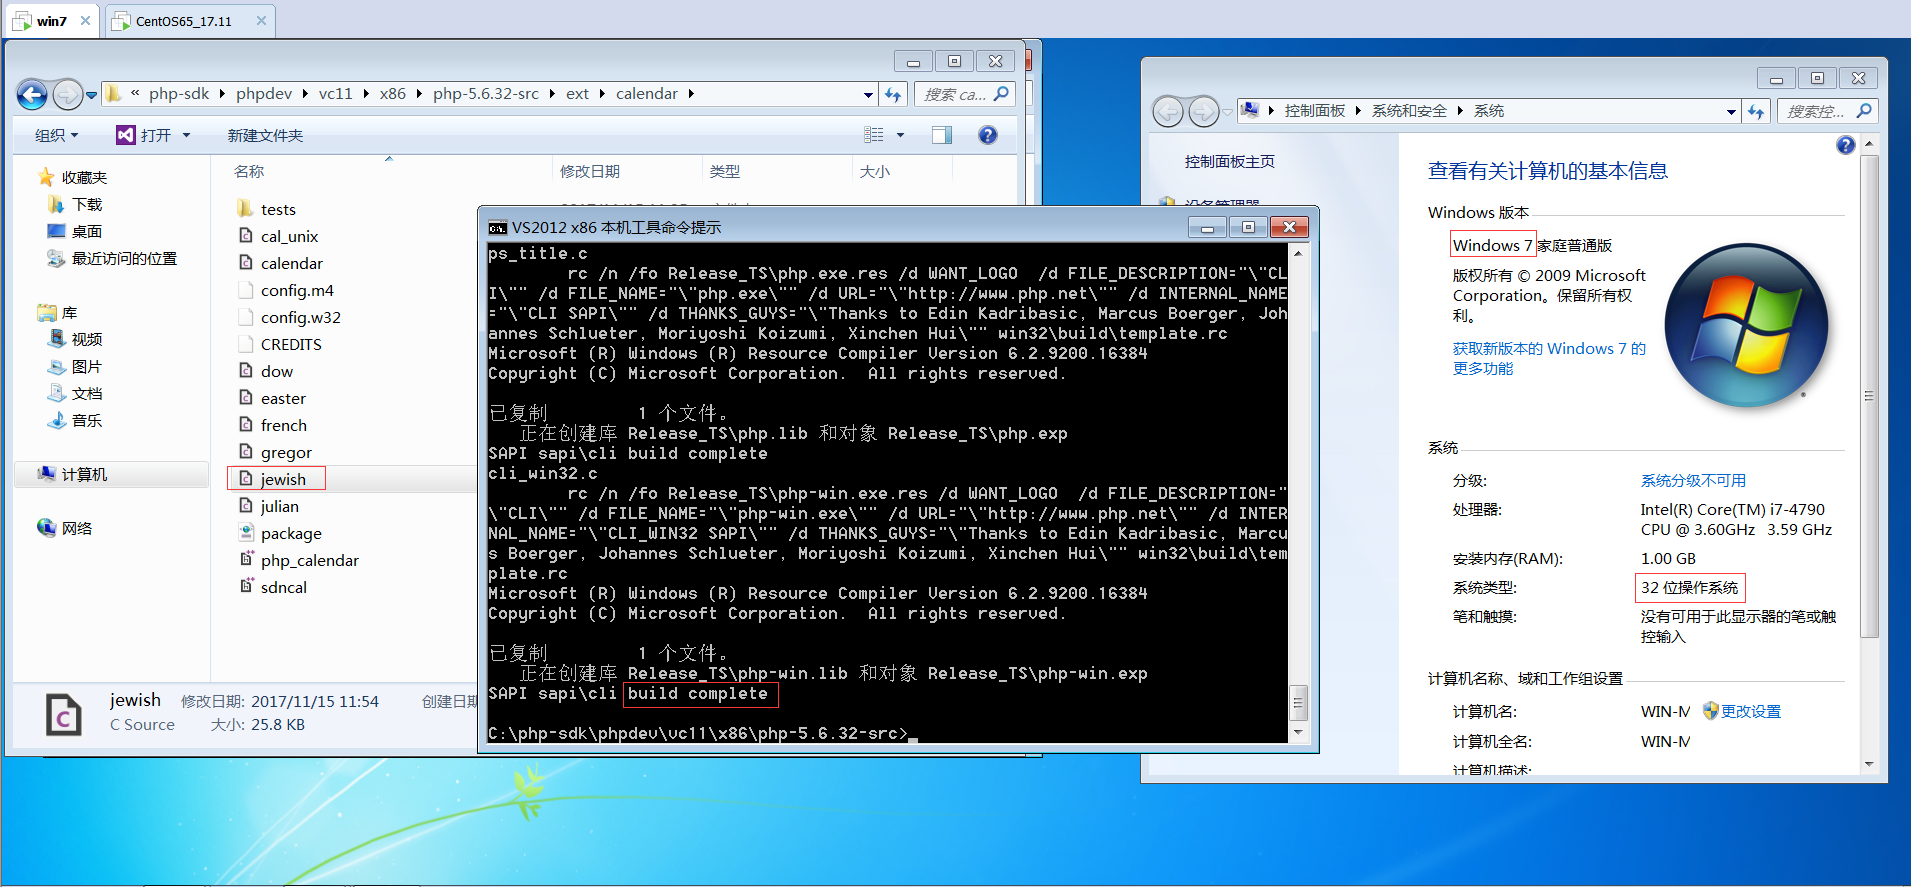 win7
CentOS65_17.11
« php-sdk phpdev vc11 x86 php-5.6.32-src ext calendar
搜索 ca...
组织
打开
新建文件夹
名称
修改日期
类型
大小
收藏夹
下载
桌面
最近访问的位置
库
视频
图片
文档
音乐
计算机
网络
tests
cal_unix
calendar
config.m4
config.w32
CREDITS
dow
easter
french
gregor
jewish
julian
package
php_calendar
sdncal
jewish 修改日期: 2017/11/15 11:54 创建日期
C Source 大小: 25.8 KB
VS2012 x86 本机工具命令提示
ps_title.c
rc /n /fo Release_TS\php.exe.res /d WANT_LOGO /d FILE_DESCRIPTION="\"CL
I\"" /d FILE_NAME="\"php.exe\"" /d URL="\"http://www.php.net\"" /d INTERNAL_NAME
="\"CLI SAPI\"" /d THANKS_GUYS="\"Thanks to Edin Kadribasic, Marcus Boerger, Joh
annes Schlueter, Moriyoshi Koizumi, Xinchen Hui\"" win32\build\template.rc
Microsoft (R) Windows (R) Resource Compiler Version 6.2.9200.16384
Copyright (C) Microsoft Corporation.  All rights reserved.
已复制         1 个文件。
正在创建库 Release_TS\php.lib 和对象 Release_TS\php.exp
SAPI sapi\cli build complete
cli_win32.c
rc /n /fo Release_TS\php-win.exe.res /d WANT_LOGO /d FILE_DESCRIPTION="
\"CLI\"" /d FILE_NAME="\"php-win.exe\"" /d URL="\"http://www.php.net\"" /d INTER
NAL_NAME="\"CLI_WIN32 SAPI\"" /d THANKS_GUYS="\"Thanks to Edin Kadribasic, Marcu
s Boerger, Johannes Schlueter, Moriyoshi Koizumi, Xinchen Hui\"" win32\build\tem
plate.rc
Microsoft (R) Windows (R) Resource Compiler Version 6.2.9200.16384
Copyright (C) Microsoft Corporation.  All rights reserved.
已复制         1 个文件。
正在创建库 Release_TS\php-win.lib 和对象 Release_TS\php-win.exp
SAPI sapi\cli build complete
C:\php-sdk\phpdev\vc11\x86\php-5.6.32-src>
控制面板 系统和安全 系统
搜索控...
控制面板主页
设备管理器
查看有关计算机的基本信息
Windows 版本
Windows 7 家庭普通版
版权所有 © 2009 Microsoft
Corporation。保留所有权
利。
获取新版本的 Windows 7 的
更多功能
系统
分级: 系统分级不可用
处理器: Intel(R) Core(TM) i7-4790
CPU @ 3.60GHz 3.59 GHz
安装内存(RAM): 1.00 GB
系统类型: 32 位操作系统
笔和触摸: 没有可用于此显示器的笔或触
控输入
计算机名称、域和工作组设置
计算机名: WIN-M 更改设置
计算机全名: WIN-M
计算机描述: